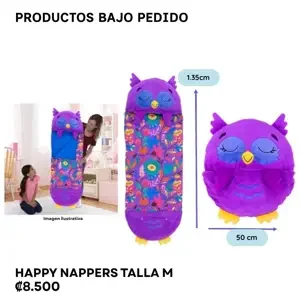 PRODUCTOS BAJO PEDIDO
1.35cm
Imagen ilustrativa
50 cm
HAPPY NAPPERS TALLA M
₡8.500